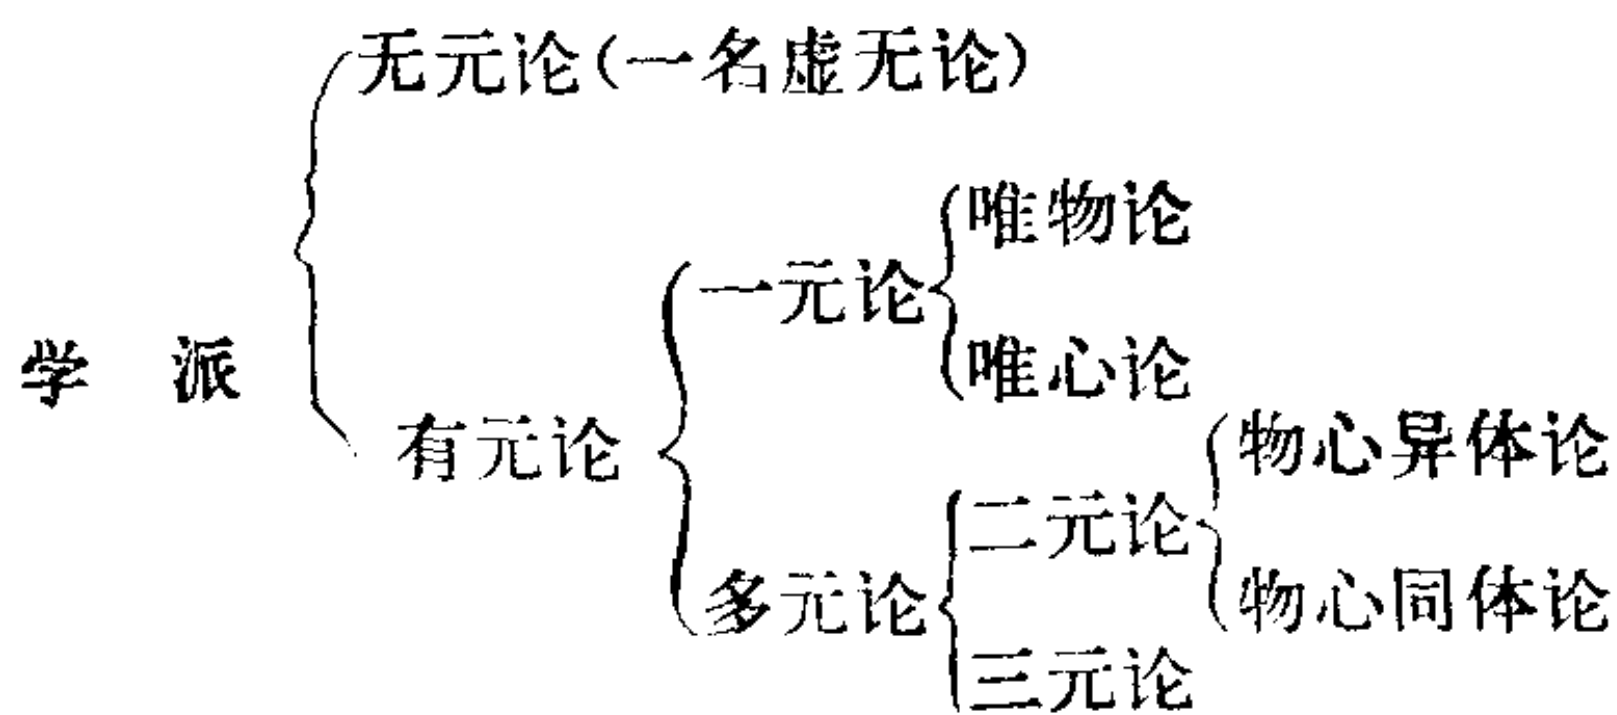 无元论(一名虚无论)
唯物论
一元论
唯心论
学 派
有元论
物心异体论
二元论
物心同体论
多元论
三元论